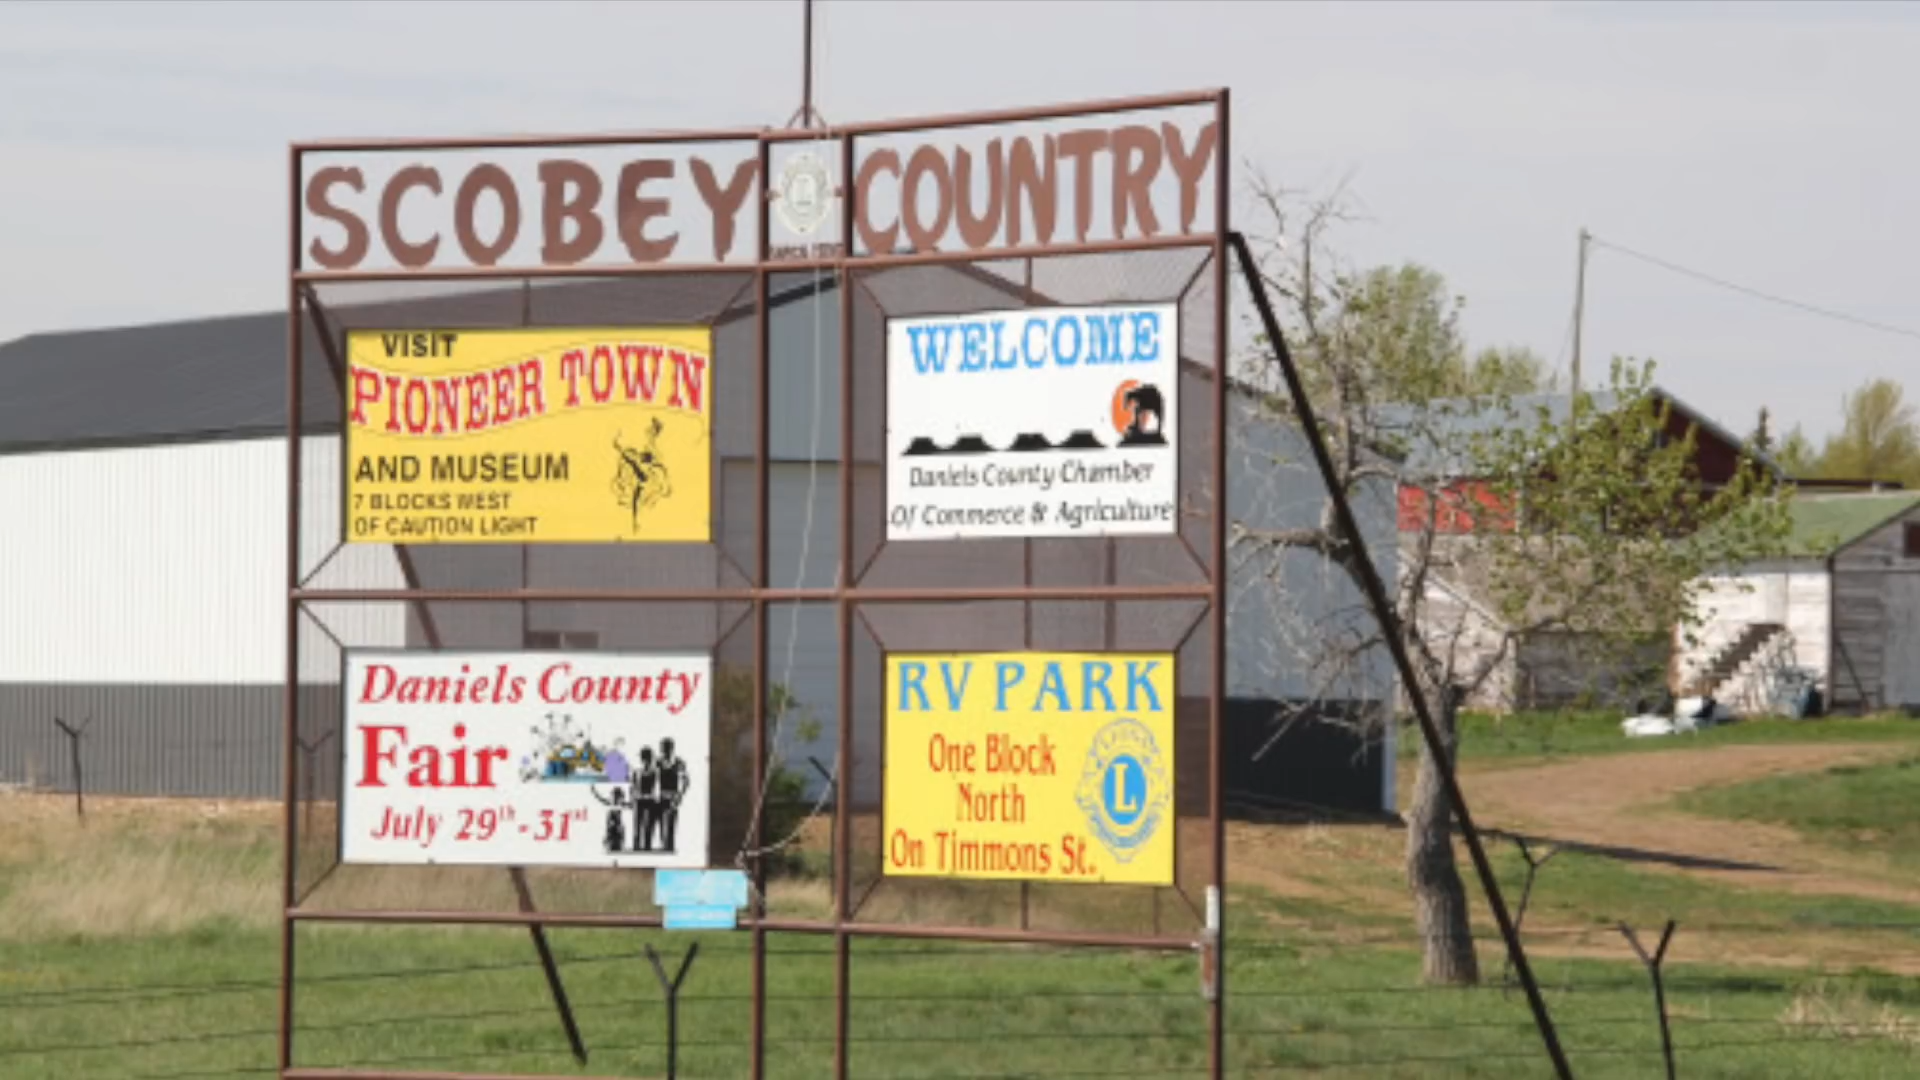 SCOBEY COUNTRY
VISIT
PIONEER TOWN
AND MUSEUM
7 BLOCKS WEST
OF CAUTION LIGHT
WELCOME
Daniels County Chamber
Of Commerce & Agriculture
Daniels County
Fair
July 29th - 31st
RV PARK
One Block
North
On Timmons St.
L